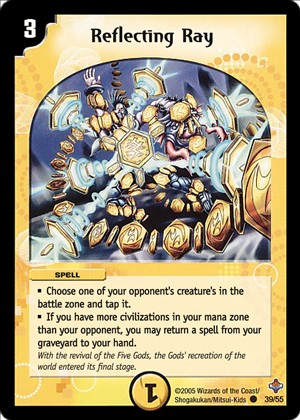 3
Reflecting Ray
SPELL
▪ Choose one of your opponent's creature's in the
battle zone and tap it.
▪ If you have more civilizations in your mana zone
than your opponent, you may return a spell from your
graveyard to your hand.
With the revival of the Five Gods, the Gods' recreation of the
world entered its final stage.
1
©2005 Wizards of the Coast/
Shogakukan/Mitsui-Kids ● 39/55